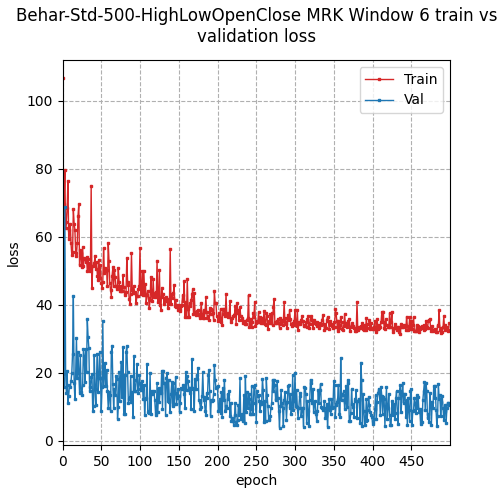 Behar-Std-500-HighLowOpenClose MRK Window 6 train vs
validation loss
Train
Val
100
80
60
40
20
0
loss
0 50 100 150 200 250 300 350 400 450
epoch